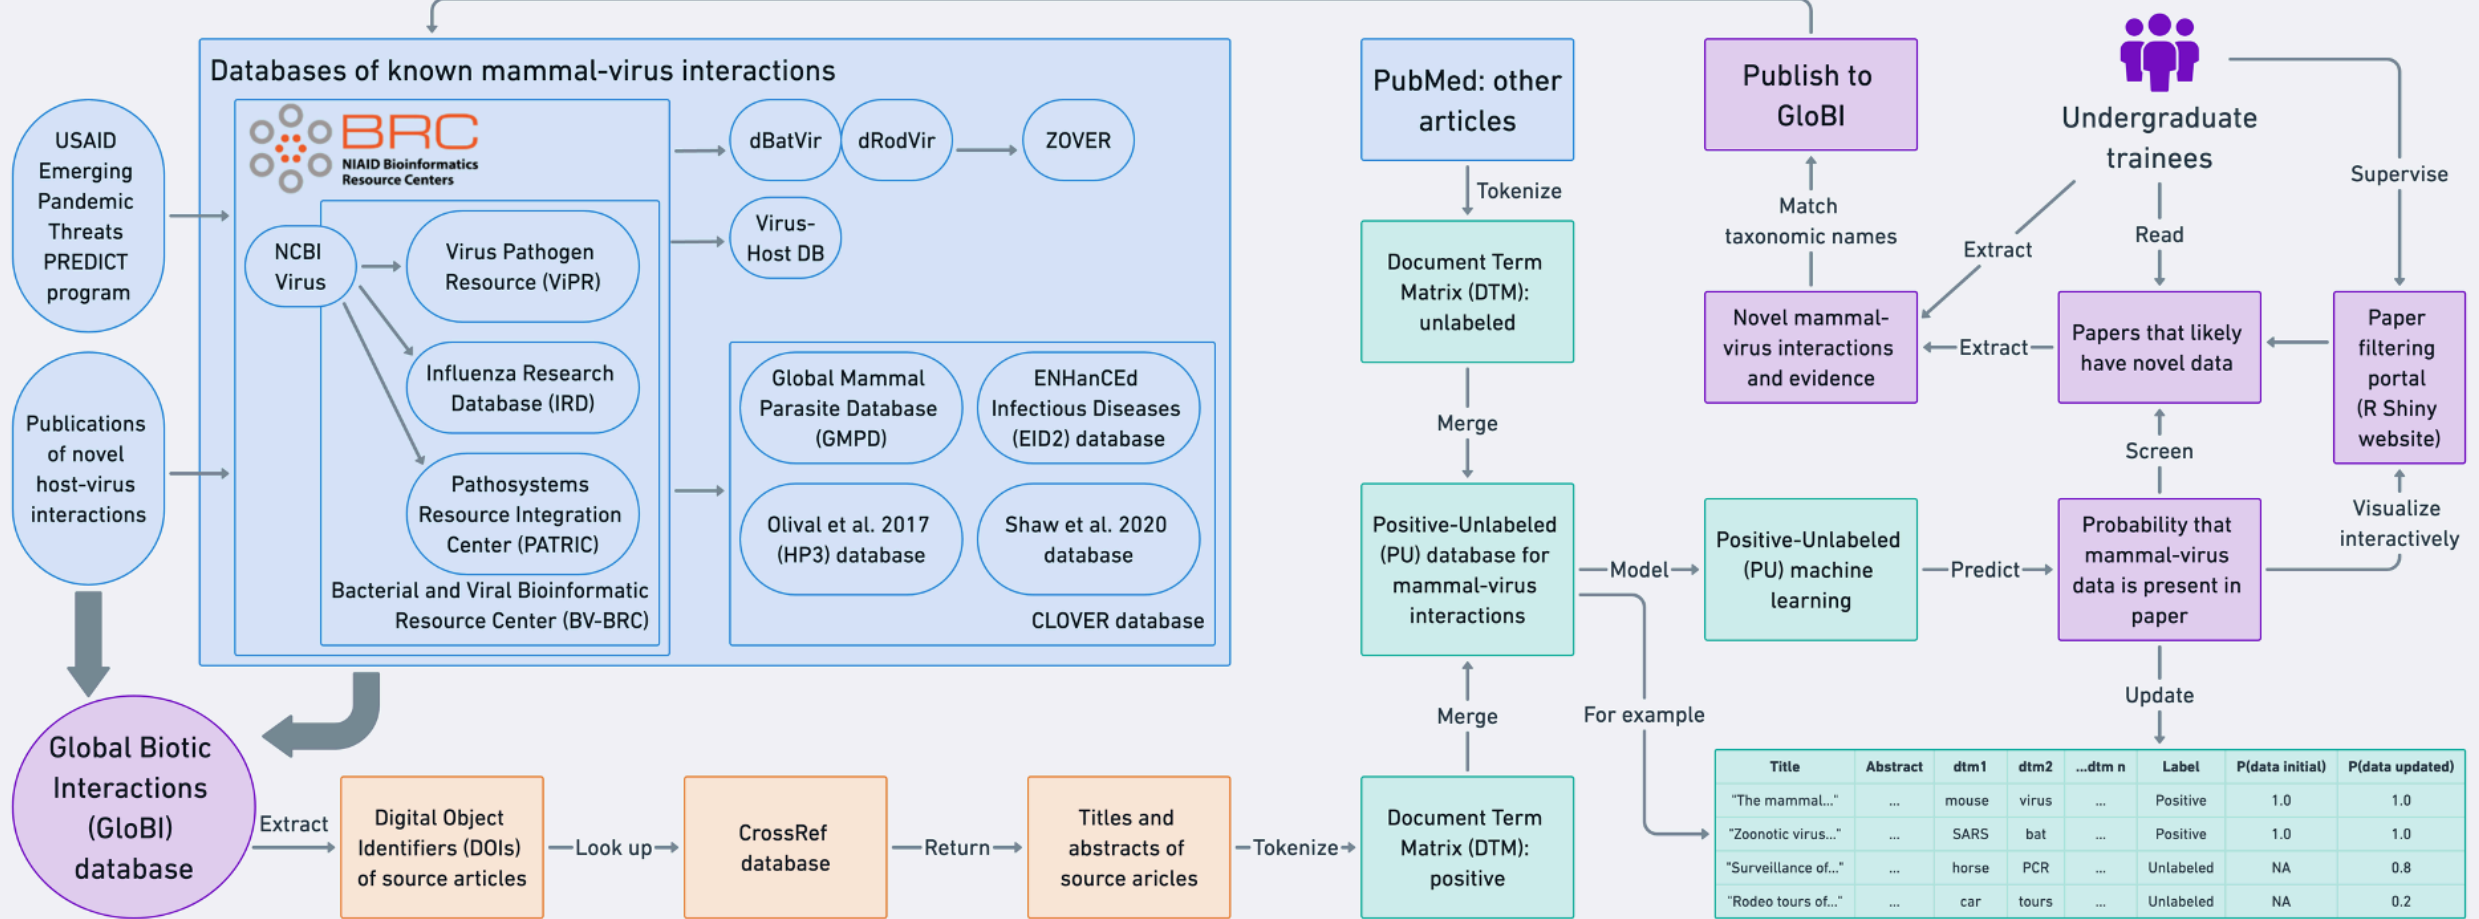 Databases of known mammal-virus interactions
USAID
Emerging
Pandemic
Threats
PREDICT
program
Publications
of novel
host-virus
interactions
BRC
NIAID Bioinformatics
Resource Centers
NCBI
Virus
Virus Pathogen
Resource (ViPR)
Influenza Research
Database (IRD)
Pathosystems
Resource Integration
Center (PATRIC)
Bacterial and Viral Bioinformatic
Resource Center (BV-BRC)
dBatVir
dRodVir
ZOVER
Virus-
Host DB
Global Mammal
Parasite Database
(GMPD)
ENHanCEd
Infectious Diseases
(EID2) database
Olival et al. 2017
(HP3) database
Shaw et al. 2020
database
CLOVER database
Global Biotic
Interactions
(GloBI)
database
Extract
Digital Object
Identifiers (DOIs)
of source articles
Look up
CrossRef
database
Return
Titles and
abstracts of
source aricles
Tokenize
Document Term
Matrix (DTM):
positive
Merge
PubMed: other
articles
Tokenize
Document Term
Matrix (DTM):
unlabeled
Merge
Positive-Unlabeled
(PU) database for
mammal-virus
interactions
Model
For example
Positive-Unlabeled
(PU) machine
learning
Predict
Probability that
mammal-virus
data is present in
paper
Screen
Visualize
interactively
Update
Paper
filtering
portal
(R Shiny
website)
Papers that likely
have novel data
Extract
Novel mammal-
virus interactions
and evidence
Match
taxonomic names
Publish to
GloBI
Undergraduate
trainees
Extract
Read
Supervise
Title Abstract dtm1 dtm2 ...dtm n Label P(data initial) P(data updated)
"The mammal..." ... mouse virus ... Positive 1.0 1.0
"Zoonotic virus..." ... SARS bat ... Positive 1.0 1.0
"Surveillance of..." ... horse PCR ... Unlabeled NA 0.8
"Rodeo tours of..." ... car tours ... Unlabeled NA 0.2